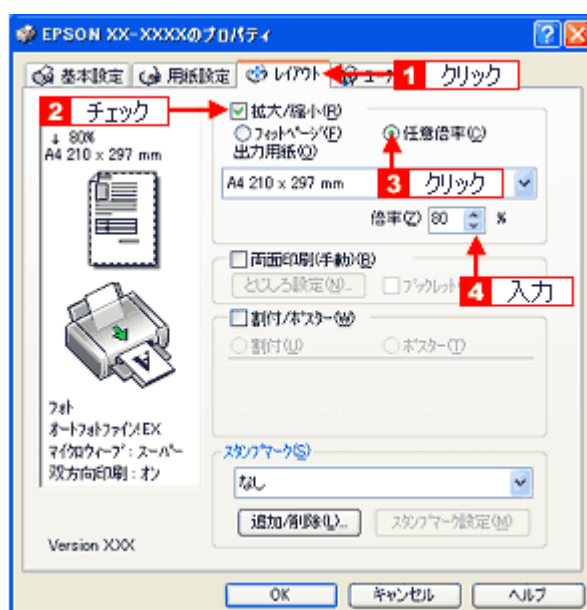 EPSON XX-XXXXのプロパティ
基本設定 用紙設定 レイアウト ユー
1 クリック
2 チェック
拡大/縮小(R)
↓ 80%
A4 210 x 297 mm
フィットページ(F) 任意倍率(C)
出力用紙(O)
A4 210 x 297 mm
3 クリック
倍率(Z) 80 %
両面印刷(手動)(B)
とじしろ設定(N)... ブックレット
4 入力
割付/ポスター(W)
割付(U) ポスター(T)
フォト
オートフォトファイン!EX
マイクロウィーブ:スーパー
双方向印刷:オン
スタンプマーク(S)
なし
追加/削除(L)... スタンプマーク設定(M)
Version XXX
OK キャンセル ヘルプ